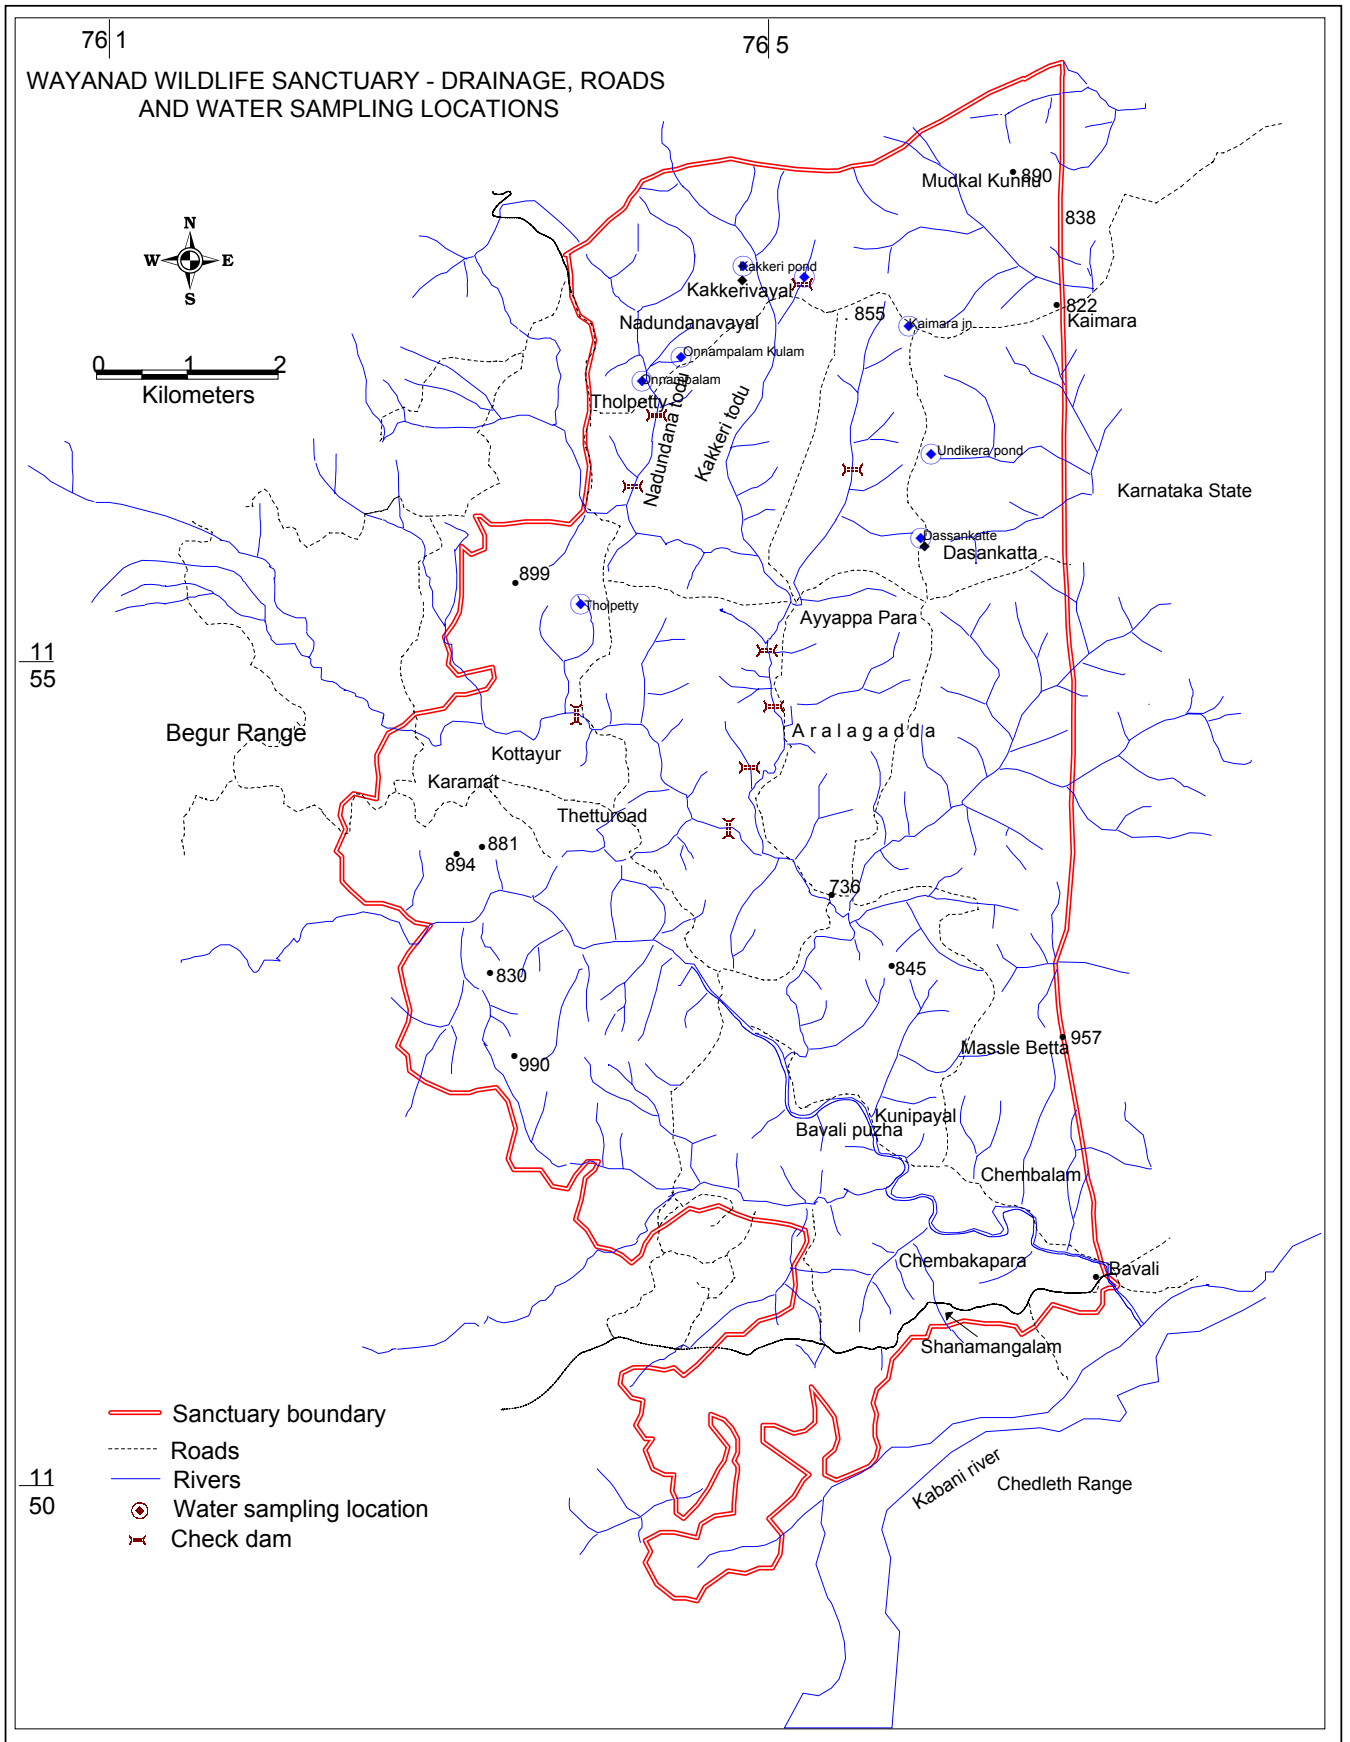 76 1
76 5
WAYANAD WILDLIFE SANCTUARY - DRAINAGE, ROADS
AND WATER SAMPLING LOCATIONS
Mudkal Kunnu
890
838
N
W E
S
Kakkeri pond
Kakkerivayal
822
Kaimara
855
Kaimara jn
Nadundanavayal
Onnampalam Kulam
0 1 2
Kilometers
Onnampalam
Tholpetty
Nadundana todu
Kakkeri todu
Undikera pond
Karnataka State
Dassankatte
Dasankatta
899
Tholpetty
Ayyappa Para
11
55
Begur Range
Aralagadda
Kottayur
Karamat
Thetturoad
881
894
736
830
845
957
Massle Betta
990
Kunipayal
Bavali puzha
Chembalam
Chembakapara
Bavali
Shanamangalam
Sanctuary boundary
Roads
Rivers
Water sampling location
Check dam
11
50
Kabani river
Chedleth Range